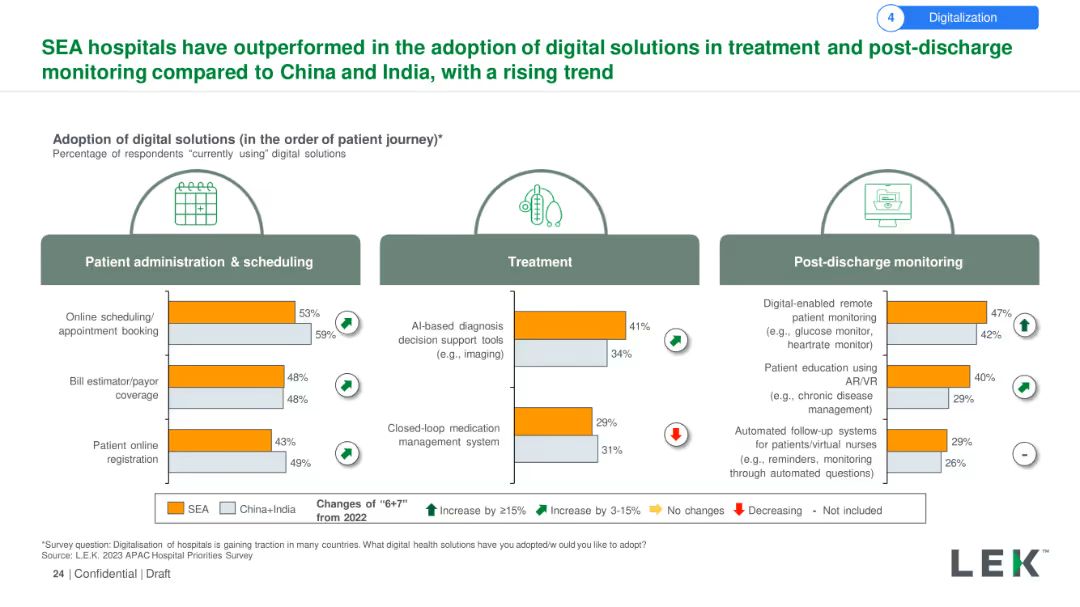 4
Digitalization
SEA hospitals have outperformed in the adoption of digital solutions in treatment and post-discharge
monitoring compared to China and India, with a rising trend
Adoption of digital solutions (in the order of patient journey)*
Percentage of respondents “currently using” digital solutions
Patient administration & scheduling
Online scheduling/
appointment booking
53%
59%
Bill estimator/payor
coverage
48%
48%
Patient online
registration
43%
49%
Treatment
AI-based diagnosis
decision support tools
(e.g., imaging)
41%
34%
Closed-loop medication
management system
29%
31%
Post-discharge monitoring
Digital-enabled remote
patient monitoring
(e.g., glucose monitor,
heartrate monitor)
47%
42%
Patient education using
AR/VR
(e.g., chronic disease
management)
40%
29%
Automated follow-up systems
for patients/virtual nurses
(e.g., reminders, monitoring
through automated questions)
29%
26%
-
SEA
China+India
Changes of “6+7”
from 2022
Increase by ≥15%
Increase by 3-15%
No changes
Decreasing
- Not included
*Survey question: Digitalisation of hospitals is gaining traction in many countries. What digital health solutions have you adopted/w ould you like to adopt?
Source: L.E.K. 2023 APAC Hospital Priorities Survey
24 | Confidential | Draft
LEK™